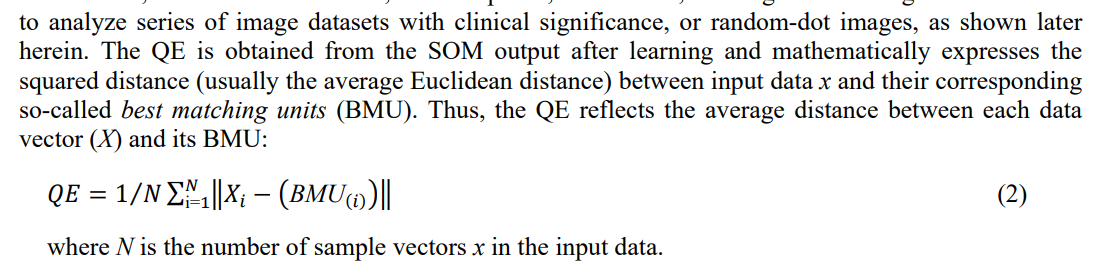 to analyze series of image datasets with clinical significance, or random-dot images, as shown later
herein. The QE is obtained from the SOM output after learning and mathematically expresses the
squared distance (usually the average Euclidean distance) between input data x and their corresponding
so-called best matching units (BMU). Thus, the QE reflects the average distance between each data
vector (X) and its BMU:
QE = 1/N ∑_{i=1}^{N}‖X_i − (BMU_{(i)})‖ (2)
where N is the number of sample vectors x in the input data.